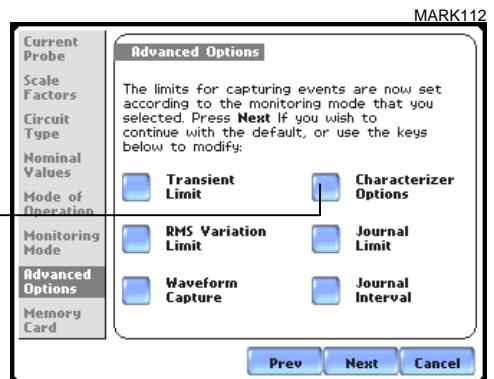 MARK112
Current
Probe
Scale
Factors
Circuit
Type
Nominal
Values
Mode of
Operation
Monitoring
Mode
Advanced
Options
Memory
Card
Advanced Options
The limits for capturing events are now set
according to the monitoring mode that you
selected. Press Next If you wish to
continue with the default, or use the keys
below to modify:
Transient
Limit
Characterizer
Options
RMS Variation
Limit
Journal
Limit
Waveform
Capture
Journal
Interval
Prev Next Cancel